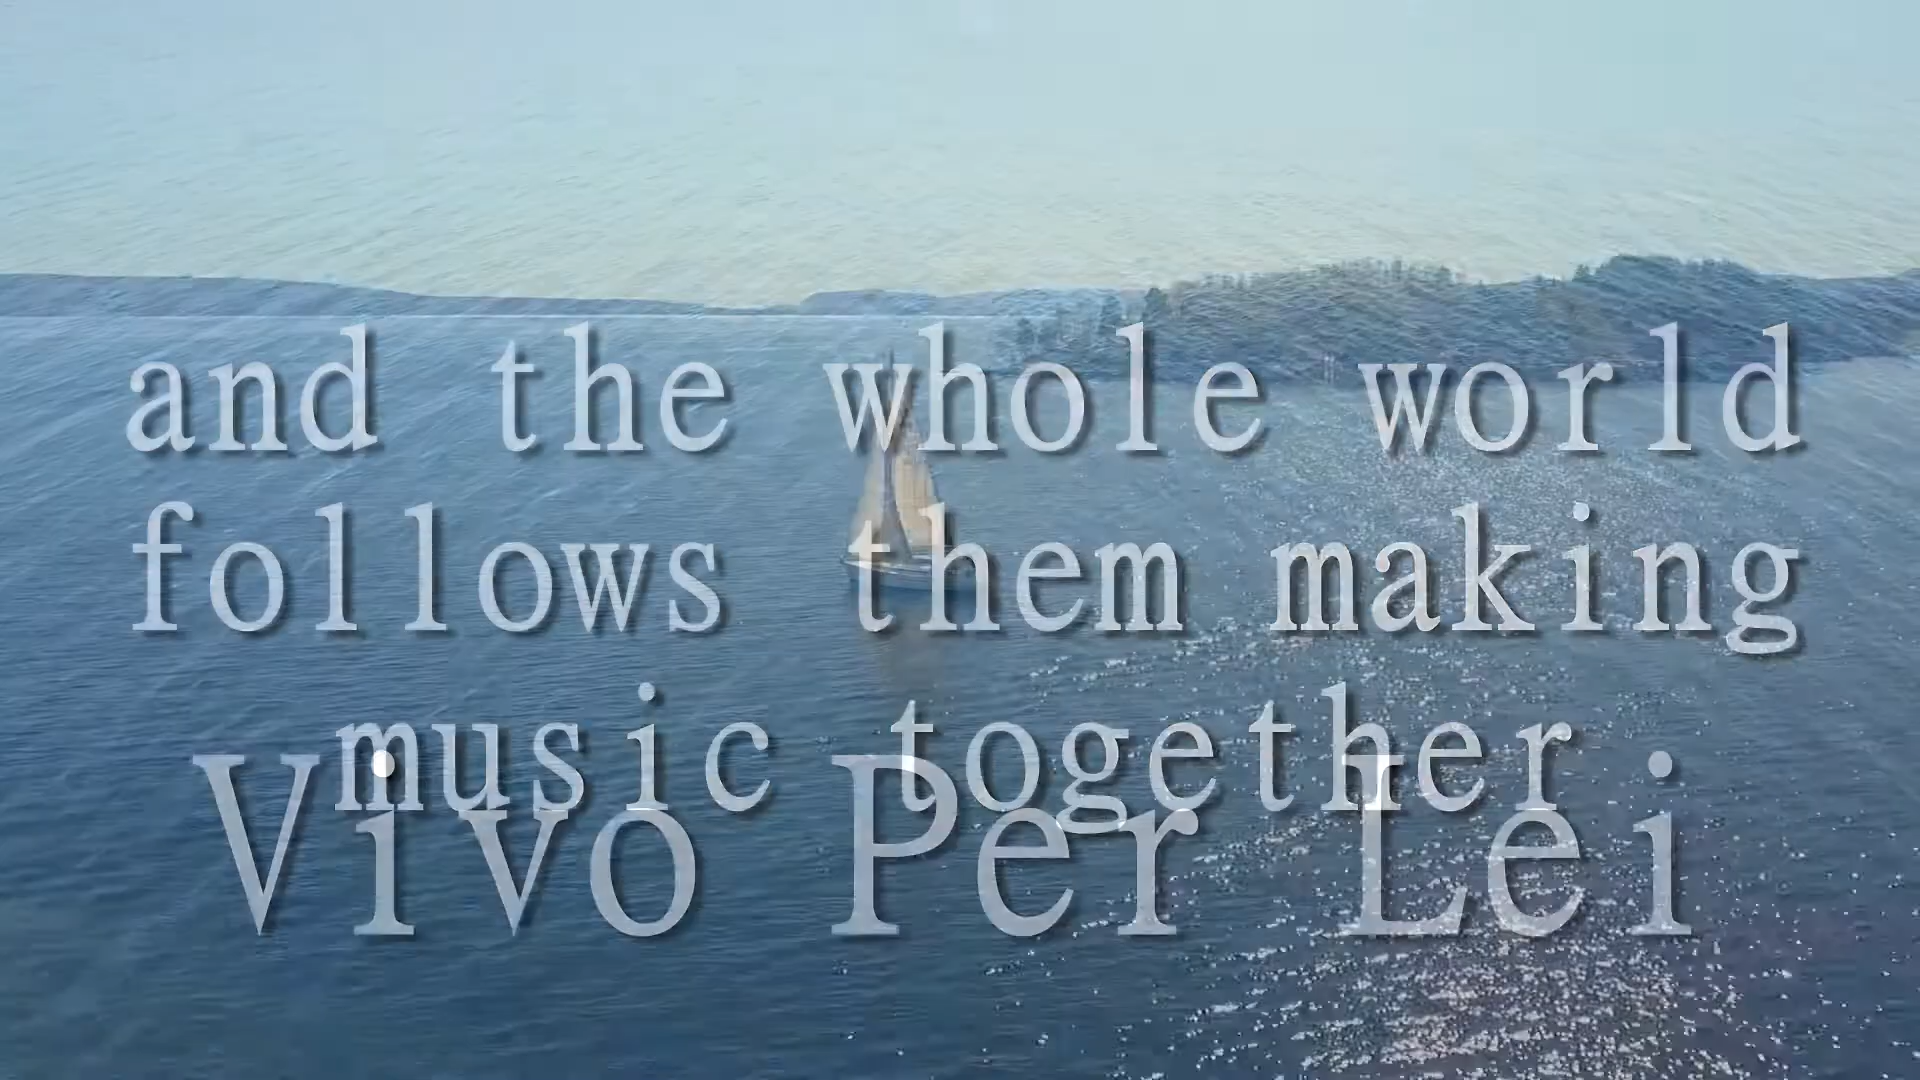 and the whole world
follows them making
music together
Vivo Per Lei